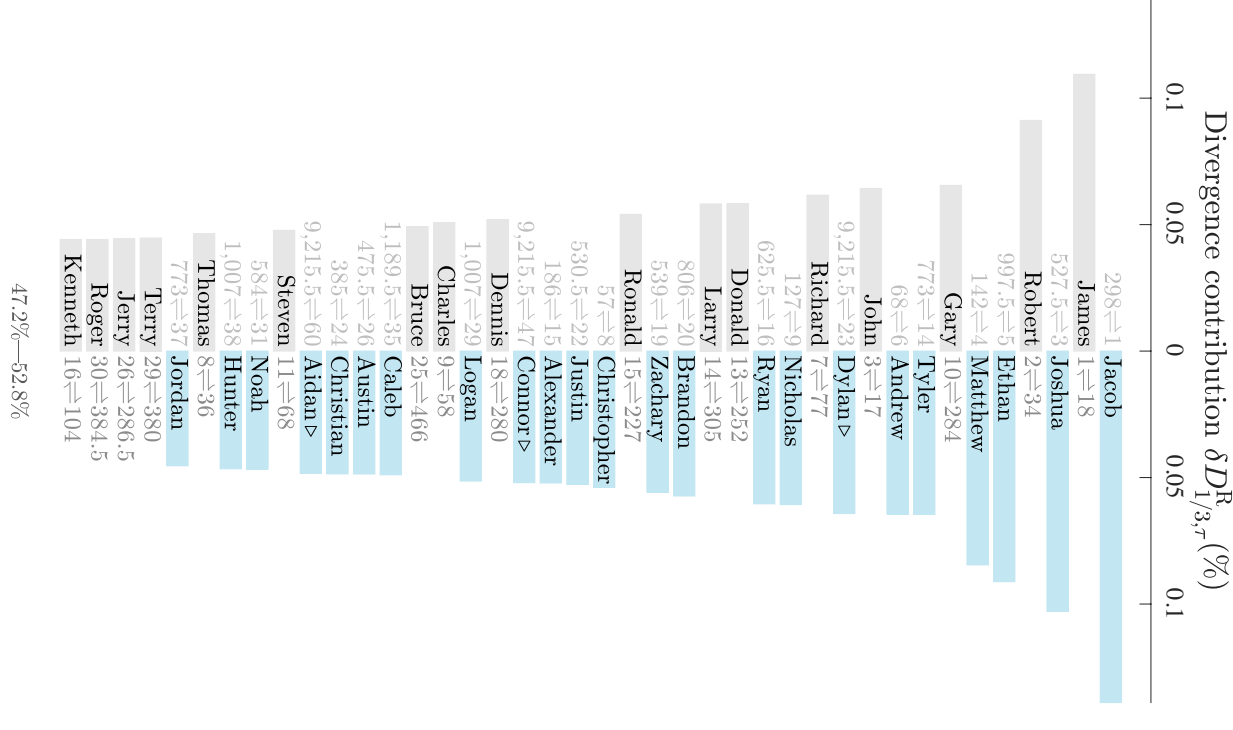 Divergence contribution δD^R_{1/3,τ}(%)
0.1 0.05 0 0.05 0.1
298⇌1 Jacob
James 1⇌18
527.5⇌3 Joshua
Robert 2⇌34
997.5⇌5 Ethan
142⇌4 Matthew
Gary 10⇌284
773⇌14 Tyler
68⇌6 Andrew
John 3⇌17
9,215.5⇌23 Dylan ▷
Richard 7⇌77
127⇌9 Nicholas
625.5⇌16 Ryan
Donald 13⇌252
Larry 14⇌305
806⇌20 Brandon
539⇌19 Zachary
Ronald 15⇌227
57⇌8 Christopher
530.5⇌22 Justin
186⇌15 Alexander
9,215.5⇌47 Connor ▷
Dennis 18⇌280
1,007⇌29 Logan
Charles 9⇌58
Bruce 25⇌466
1,189.5⇌35 Caleb
475.5⇌26 Austin
385⇌24 Christian
9,215.5⇌60 Aidan ▷
Steven 11⇌68
584⇌31 Noah
1,007⇌38 Hunter
Thomas 8⇌36
773⇌37 Jordan
Terry 29⇌380
Jerry 26⇌286.5
Roger 30⇌384.5
Kenneth 16⇌104
47.2%—52.8%